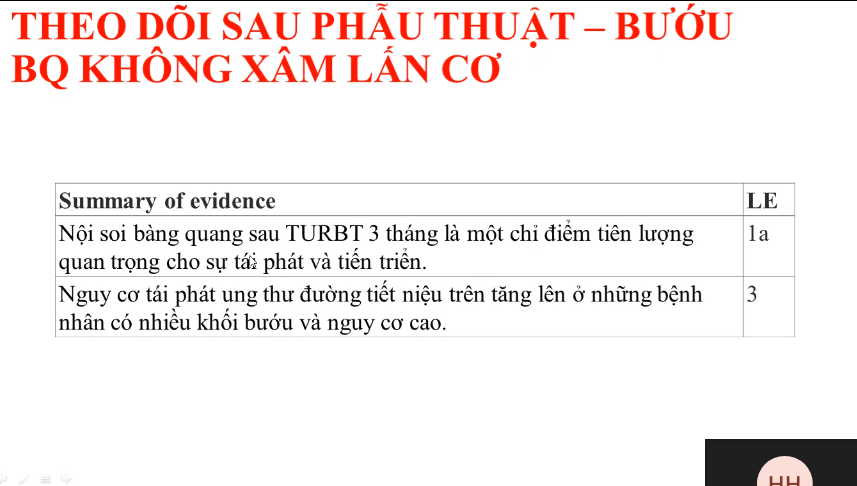 THEO DÕI SAU PHẪU THUẬT – BƯỚU
BQ KHÔNG XÂM LẤN CƠ
Summary of evidence LE
Nội soi bàng quang sau TURBT 3 tháng là một chỉ điểm tiên lượng 1a
quan trọng cho sự tái phát và tiến triển.
Nguy cơ tái phát ung thư đường tiết niệu trên tăng lên ở những bệnh 3
nhân có nhiều khối bướu và nguy cơ cao.
HH